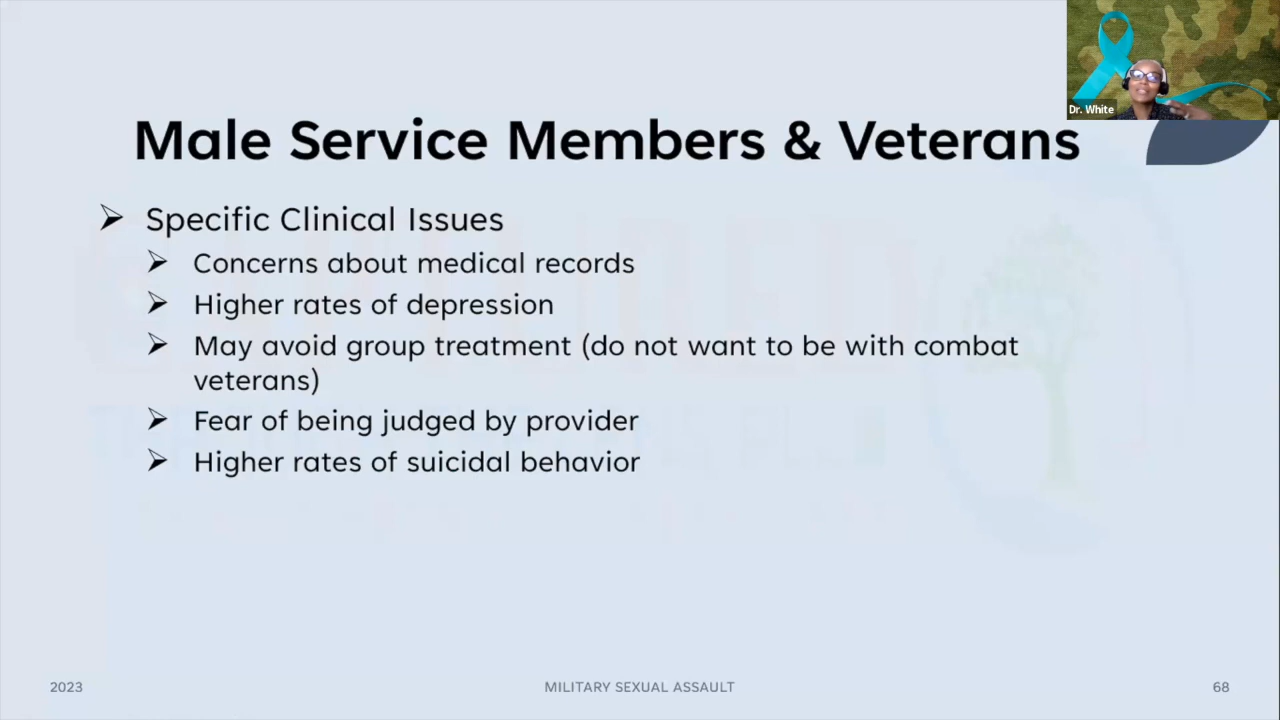 Dr. White
Male Service Members & Veterans
➢ Specific Clinical Issues
➢ Concerns about medical records
➢ Higher rates of depression
➢ May avoid group treatment (do not want to be with combat
veterans)
➢ Fear of being judged by provider
➢ Higher rates of suicidal behavior
2023
MILITARY SEXUAL ASSAULT
68